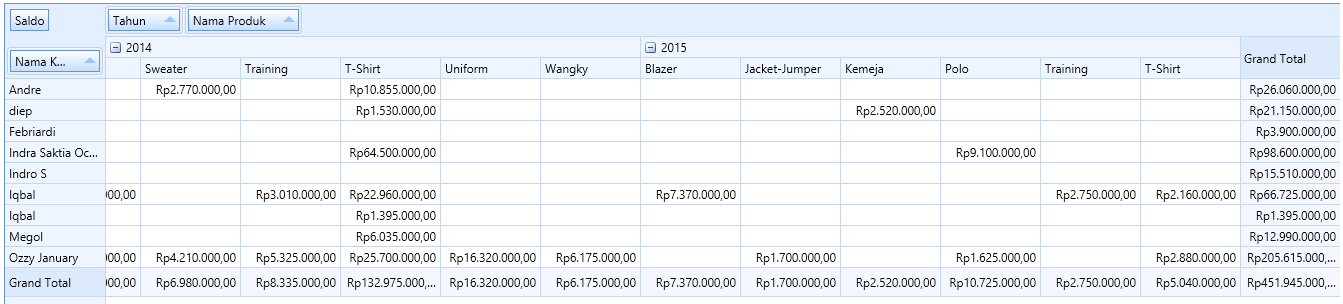 Saldo Tahun Nama Produk
Nama K...
2014 2015 Grand Total
Sweater Training T-Shirt Uniform Wangky Blazer Jacket-Jumper Kemeja Polo Training T-Shirt
Andre Rp2.770.000,00 Rp10.855.000,00 Rp26.060.000,00
diep Rp1.530.000,00 Rp2.520.000,00 Rp21.150.000,00
Febriardi Rp3.900.000,00
Indra Saktia Oc... Rp64.500.000,00 Rp9.100.000,00 Rp98.600.000,00
Indro S Rp15.510.000,00
Iqbal 00,00 Rp3.010.000,00 Rp22.960.000,00 Rp7.370.000,00 Rp2.750.000,00 Rp2.160.000,00 Rp66.725.000,00
Iqbal Rp1.395.000,00 Rp1.395.000,00
Megol Rp6.035.000,00 Rp12.990.000,00
Ozzy January 00,00 Rp4.210.000,00 Rp5.325.000,00 Rp25.700.000,00 Rp16.320.000,00 Rp6.175.000,00 Rp1.700.000,00 Rp1.625.000,00 Rp2.880.000,00 Rp205.615.000,...
Grand Total 00,00 Rp6.980.000,00 Rp8.335.000,00 Rp132.975.000,... Rp16.320.000,00 Rp6.175.000,00 Rp7.370.000,00 Rp1.700.000,00 Rp2.520.000,00 Rp10.725.000,00 Rp2.750.000,00 Rp5.040.000,00 Rp451.945.000,...